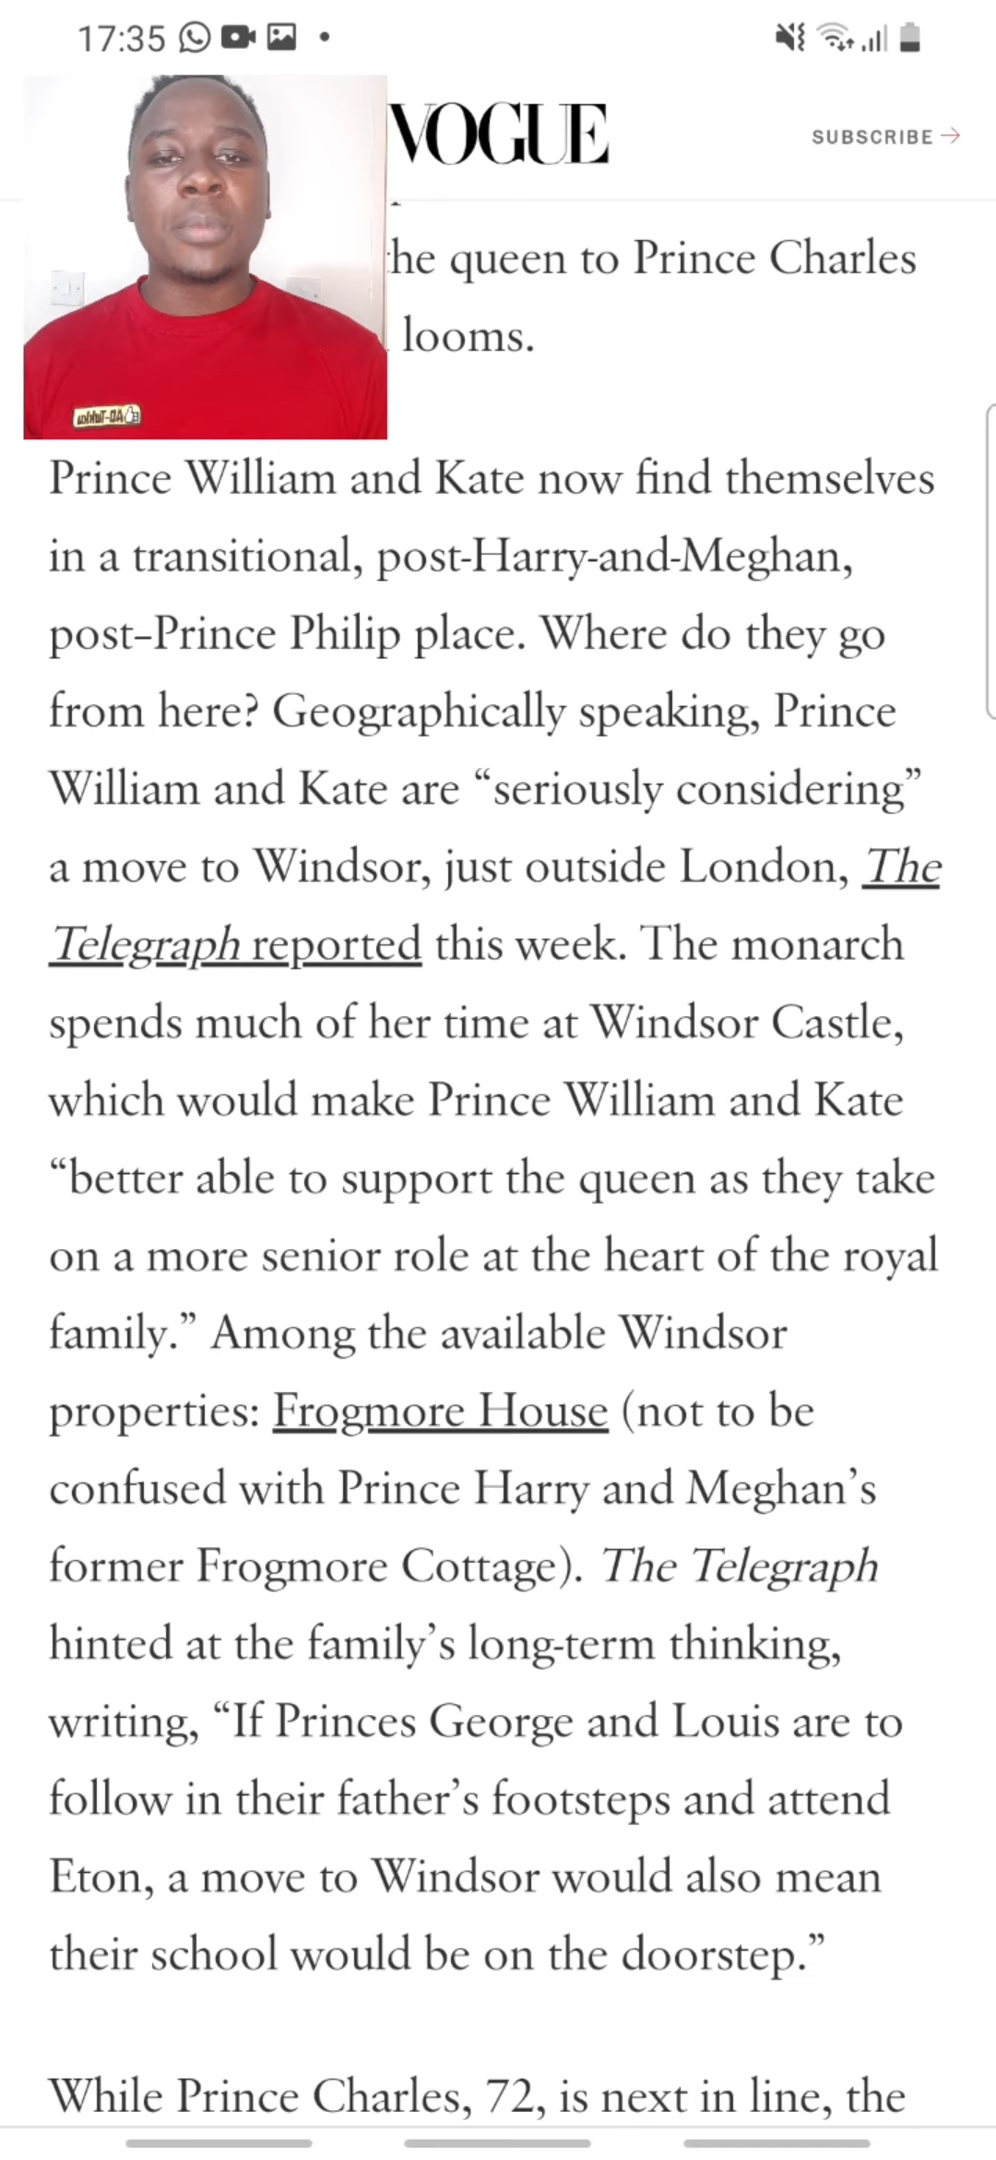 17:35
VOGUE
SUBSCRIBE →
he queen to Prince Charles
looms.
Prince William and Kate now find themselves
in a transitional, post-Harry-and-Meghan,
post–Prince Philip place. Where do they go
from here? Geographically speaking, Prince
William and Kate are “seriously considering”
a move to Windsor, just outside London, The
Telegraph reported this week. The monarch
spends much of her time at Windsor Castle,
which would make Prince William and Kate
“better able to support the queen as they take
on a more senior role at the heart of the royal
family.” Among the available Windsor
properties: Frogmore House (not to be
confused with Prince Harry and Meghan’s
former Frogmore Cottage). The Telegraph
hinted at the family’s long-term thinking,
writing, “If Princes George and Louis are to
follow in their father’s footsteps and attend
Eton, a move to Windsor would also mean
their school would be on the doorstep.”
While Prince Charles, 72, is next in line, the